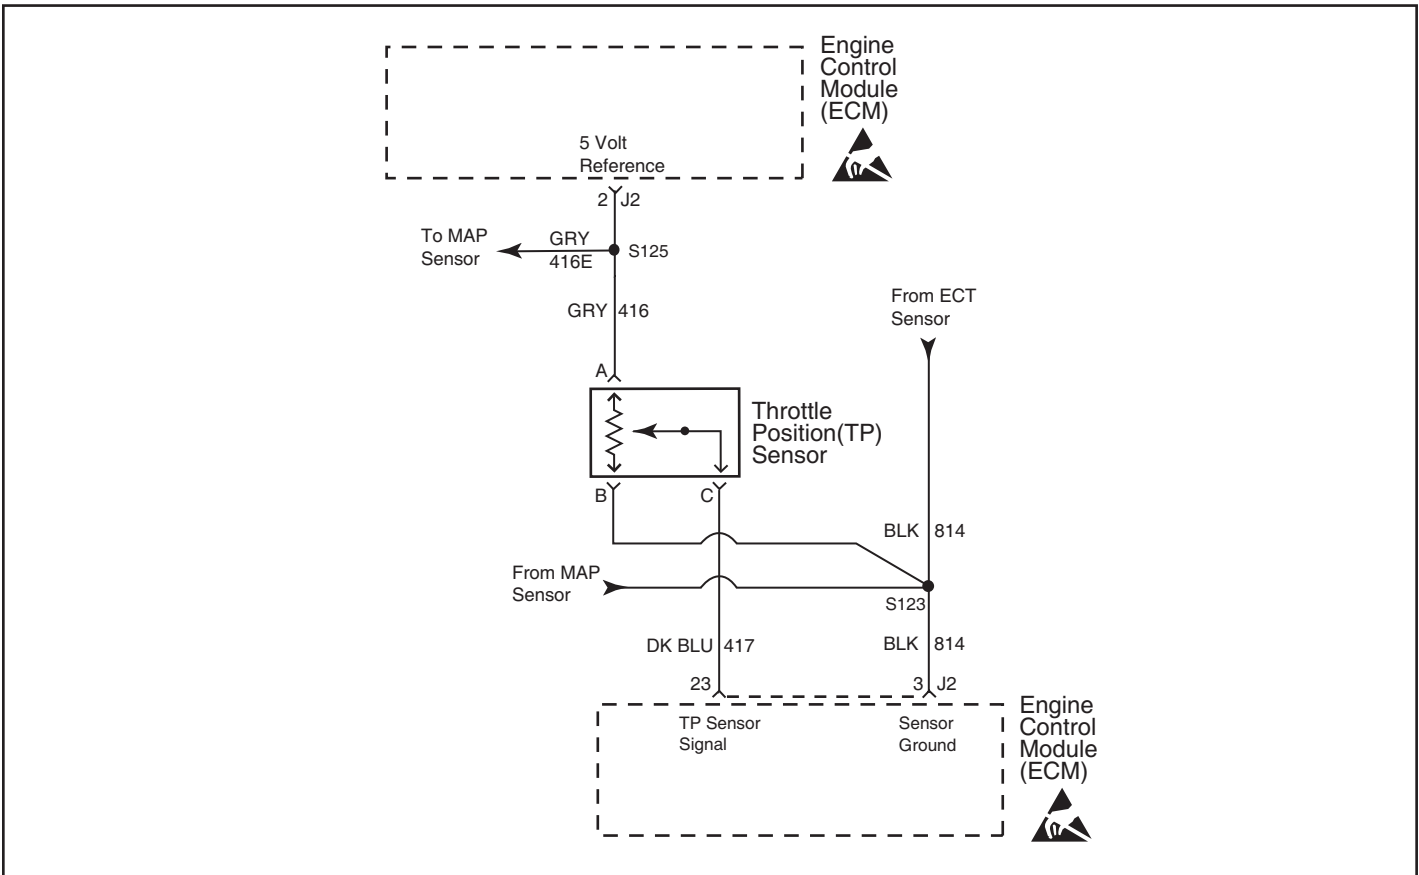 Engine
Control
Module
(ECM)
5 Volt
Reference
2 J2
To MAP
Sensor
GRY
416E
S125
GRY 416
From ECT
Sensor
A
Throttle
Position(TP)
Sensor
B C
BLK 814
From MAP
Sensor
S123
DK BLU 417
BLK 814
23
3 J2
TP Sensor
Signal
Sensor
Ground
Engine
Control
Module
(ECM)